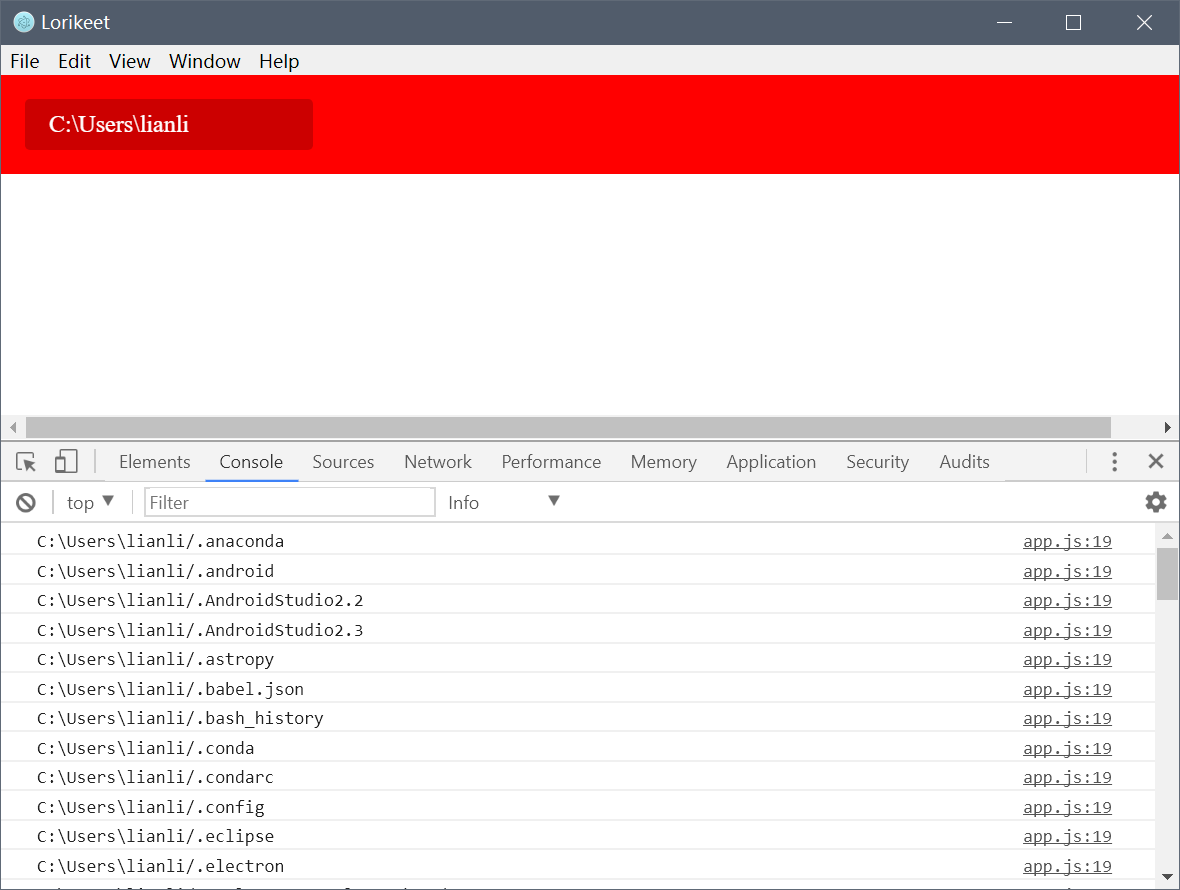 Lorikeet
File Edit View Window Help
C:\Users\lianli
Elements Console Sources Network Performance Memory Application Security Audits
top Filter Info
C:\Users\lianli/.anaconda app.js:19
C:\Users\lianli/.android app.js:19
C:\Users\lianli/.AndroidStudio2.2 app.js:19
C:\Users\lianli/.AndroidStudio2.3 app.js:19
C:\Users\lianli/.astropy app.js:19
C:\Users\lianli/.babel.json app.js:19
C:\Users\lianli/.bash_history app.js:19
C:\Users\lianli/.conda app.js:19
C:\Users\lianli/.condarc app.js:19
C:\Users\lianli/.config app.js:19
C:\Users\lianli/.eclipse app.js:19
C:\Users\lianli/.electron app.js:19